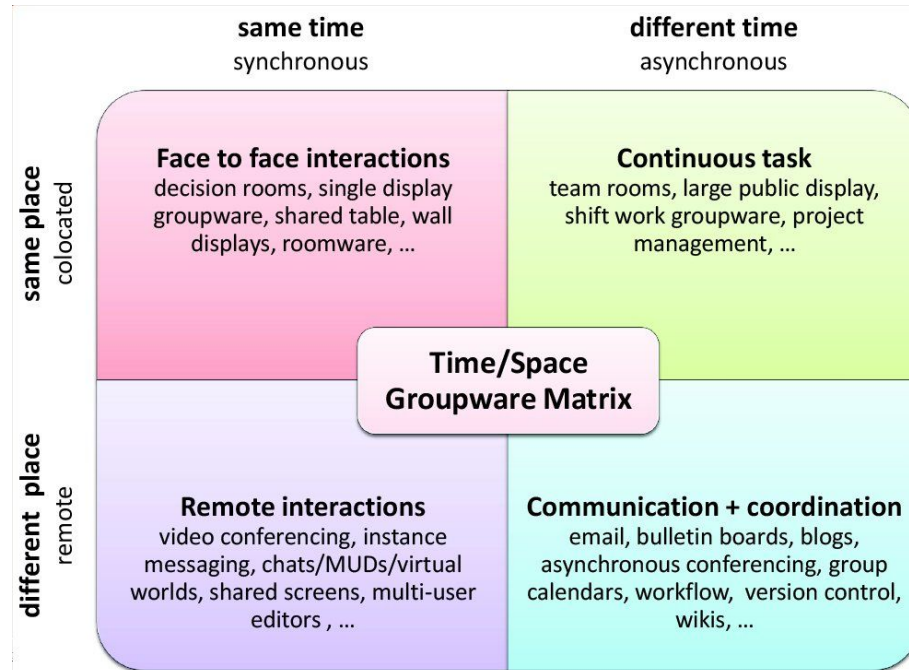 same time
synchronous
different time
asynchronous
same place
colocated
Face to face interactions
decision rooms, single display
groupware, shared table, wall
displays, roomware, ...
Continuous task
team rooms, large public display,
shift work groupware, project
management, ...
Time/Space
Groupware Matrix
different  place
remote
Remote interactions
video conferencing, instance
messaging, chats/MUDs/virtual
worlds, shared screens, multi-user
editors , ...
Communication + coordination
email, bulletin boards, blogs,
asynchronous conferencing, group
calendars, workflow,  version control,
wikis, ...